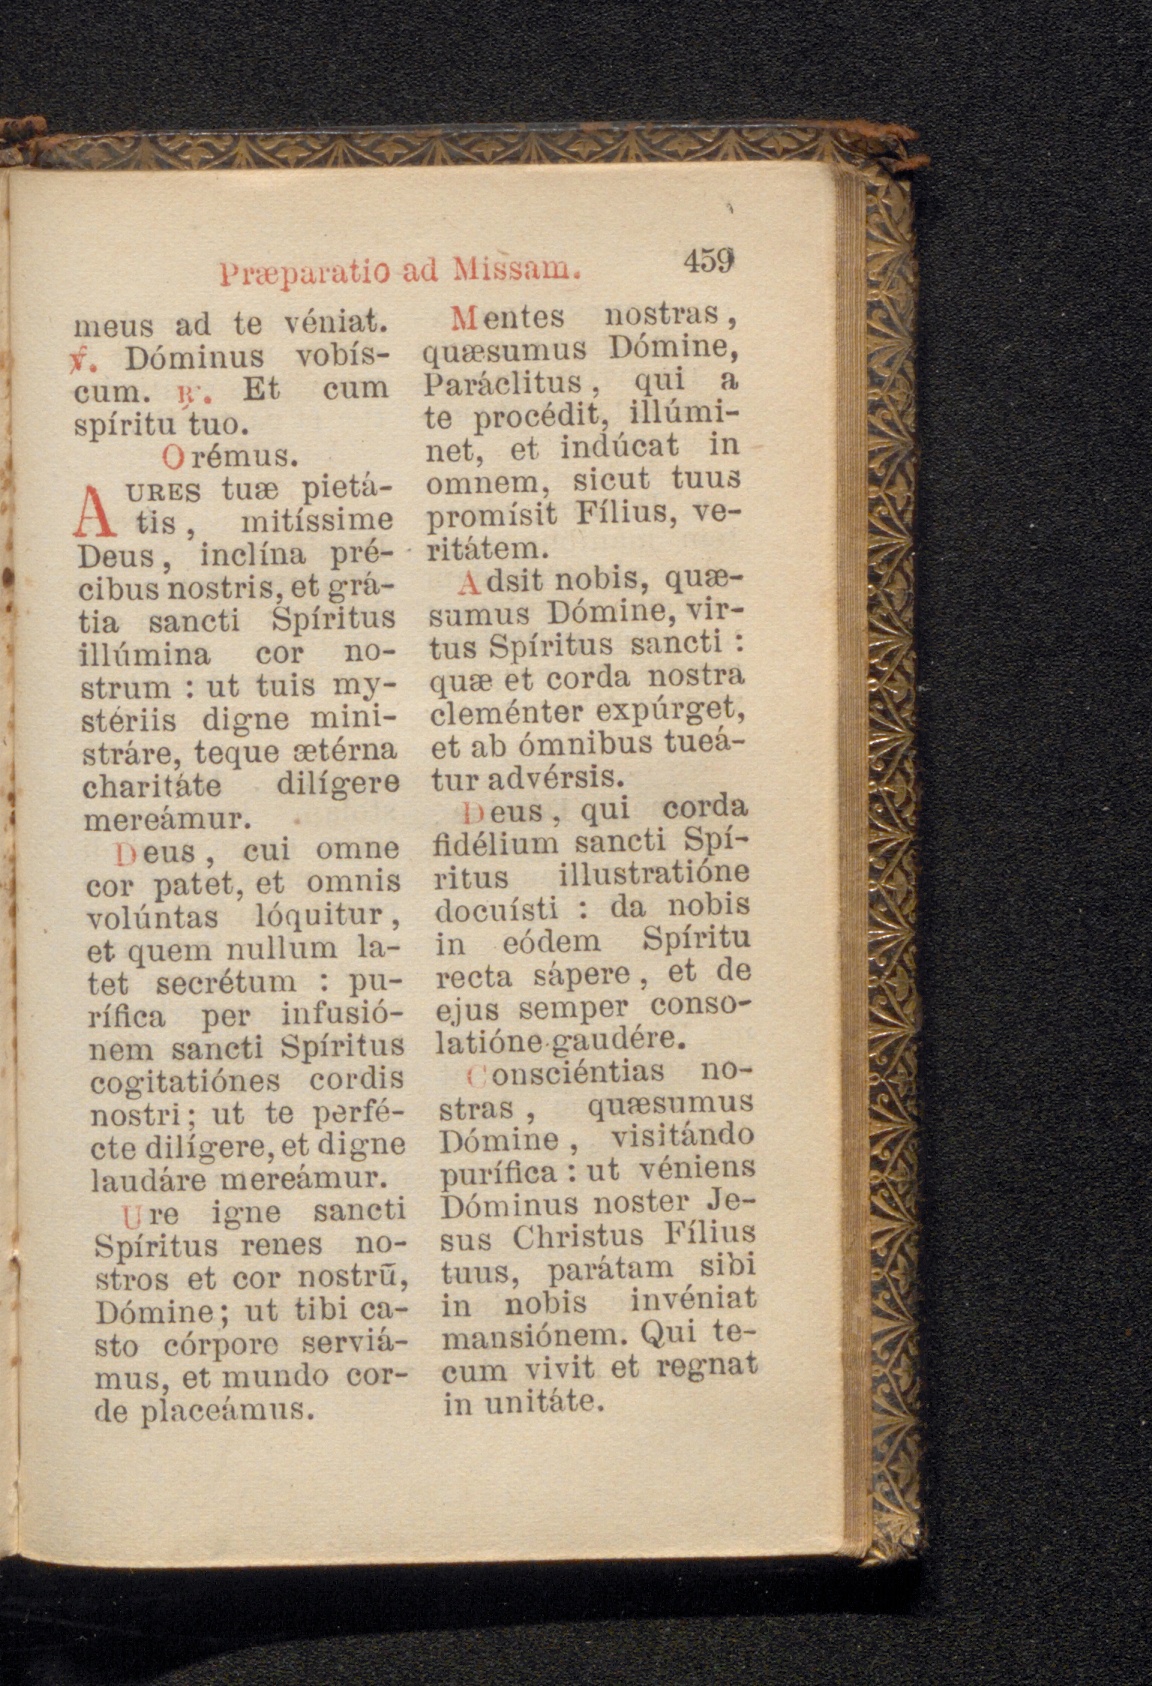 Præparatio ad Missam. 459
meus ad te véniat.
℣. Dóminus vobís-
cum. ℟. Et cum
spíritu tuo.
Orémus.
AURES tuæ pietá-
tis, mitíssime
Deus, inclína pré-
cibus nostris, et grá-
tia sancti Spíritus
illúmina cor no-
strum : ut tuis my-
stériis digne mini-
stráre, teque ætérna
charitáte dilígere
mereámur.
Deus, cui omne
cor patet, et omnis
volúntas lóquitur,
et quem nullum la-
tet secrétum : pu-
rífica per infusió-
nem sancti Spíritus
cogitatiónes cordis
nostri; ut te perfé-
cte dilígere, et digne
laudáre mereámur.
Ure igne sancti
Spíritus renes no-
stros et cor nostrū,
Dómine; ut tibi ca-
sto córpore serviá-
mus, et mundo cor-
de placeámus.
Mentes nostras,
quæsumus Dómine,
Paráclitus, qui a
te procédit, illúmi-
net, et indúcat in
omnem, sicut tuus
promísit Fílius, ve-
ritátem.
Adsit nobis, quæ-
sumus Dómine, vir-
tus Spíritus sancti :
quæ et corda nostra
cleménter expúrget,
et ab ómnibus tueá-
tur advérsis.
Deus, qui corda
fidélium sancti Spí-
ritus illustratióne
docuísti : da nobis
in eódem Spíritu
recta sápere, et de
ejus semper conso-
latióne gaudére.
Consciéntias no-
stras, quæsumus
Dómine, visitándo
purífica : ut véniens
Dóminus noster Je-
sus Christus Fílius
tuus, parátam sibi
in nobis invéniat
mansiónem. Qui te-
cum vivit et regnat
in unitáte.